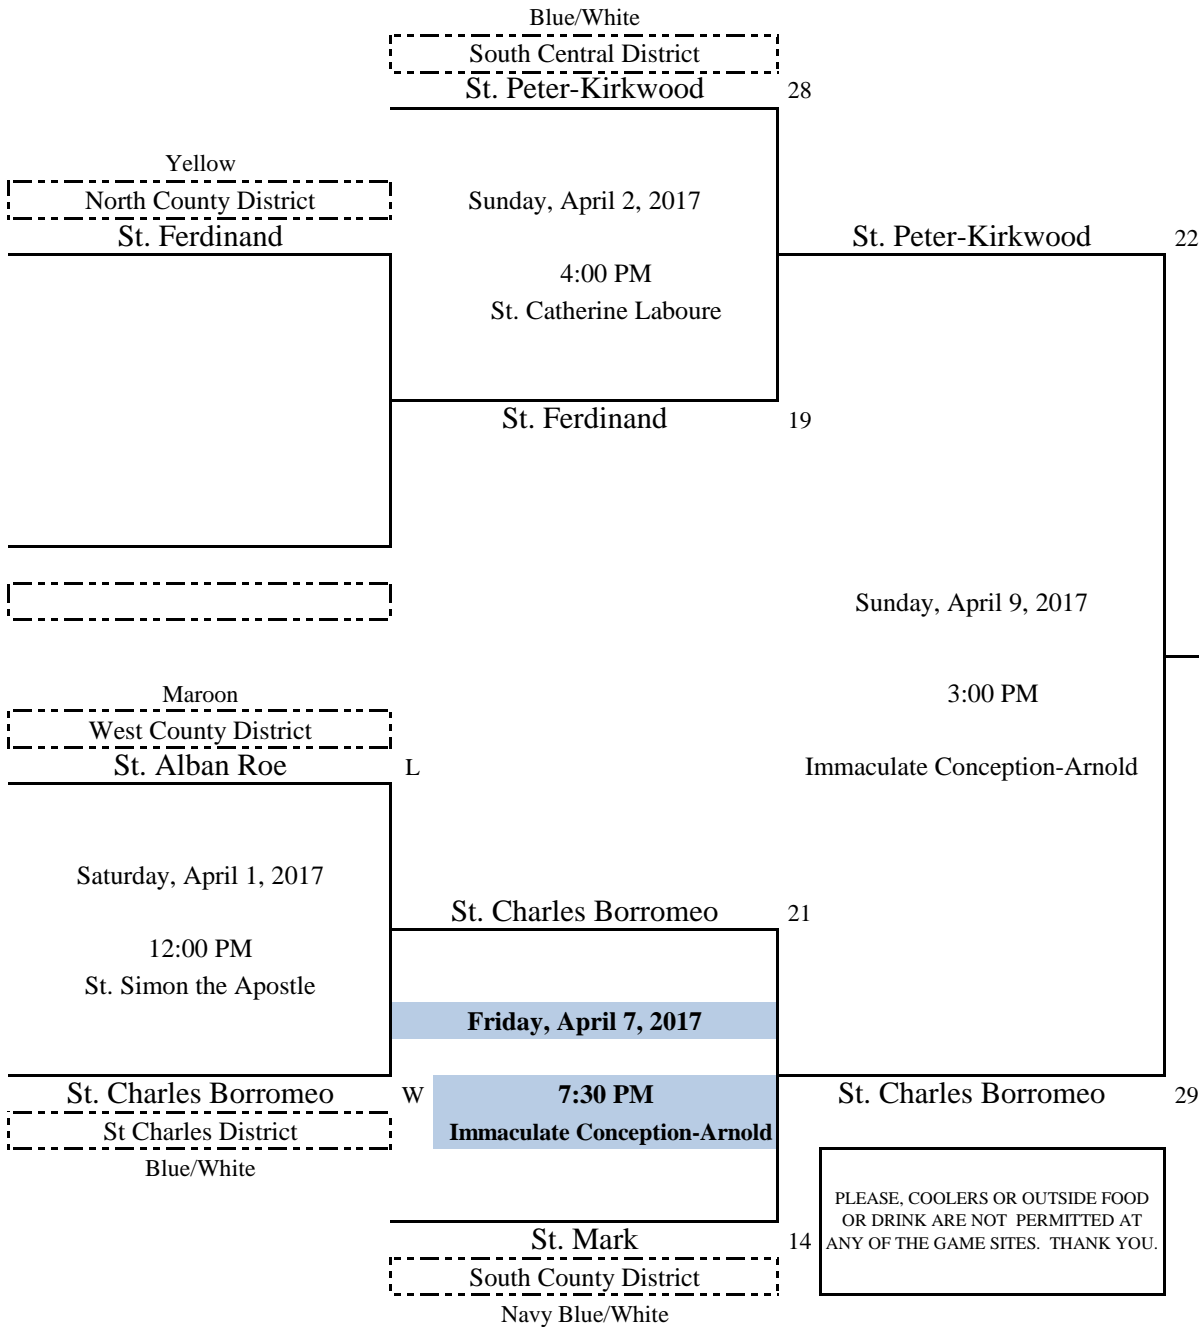 Blue/White
South Central District
St. Peter-Kirkwood 28
Yellow
North County District
Sunday, April 2, 2017
St. Ferdinand
St. Peter-Kirkwood 22
4:00 PM
St. Catherine Laboure
St. Ferdinand 19
Sunday, April 9, 2017
Maroon
3:00 PM
West County District
St. Alban Roe L
Immaculate Conception-Arnold
Saturday, April 1, 2017
St. Charles Borromeo 21
12:00 PM
St. Simon the Apostle
Friday, April 7, 2017
St. Charles Borromeo W
7:30 PM
St. Charles Borromeo 29
St Charles District
Immaculate Conception-Arnold
Blue/White
PLEASE, COOLERS OR OUTSIDE FOOD
OR DRINK ARE NOT PERMITTED AT
ANY OF THE GAME SITES. THANK YOU.
St. Mark 14
South County District
Navy Blue/White